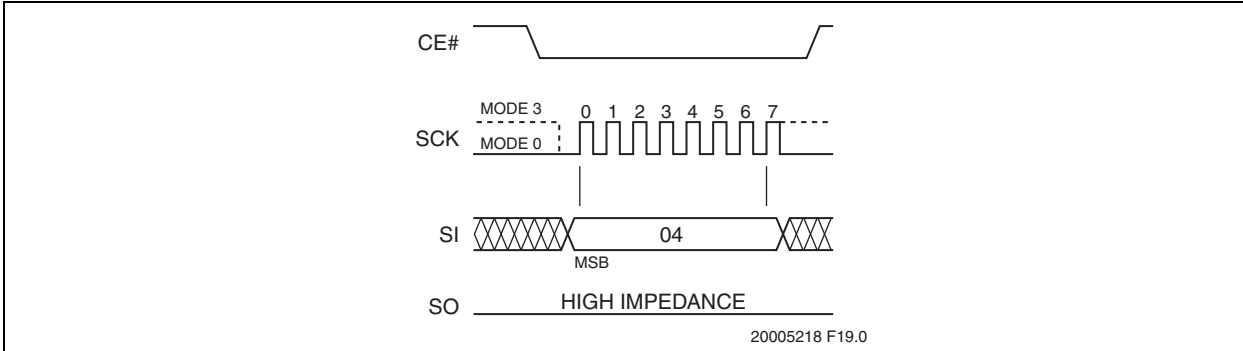 CE#
MODE 3
0 1 2 3 4 5 6 7
SCK
MODE 0
SI
04
MSB
SO
HIGH IMPEDANCE
20005218 F19.0